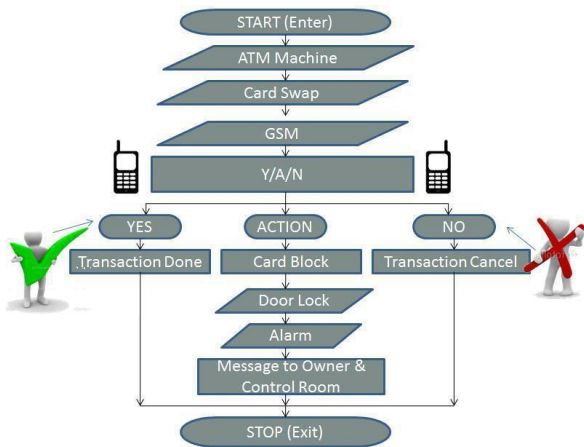 START (Enter)
ATM Machine
Card Swap
GSM
Y/A/N
YES
ACTION
NO
Transaction Done
Card Block
Transaction Cancel
Door Lock
Alarm
Message to Owner &
Control Room
STOP (Exit)